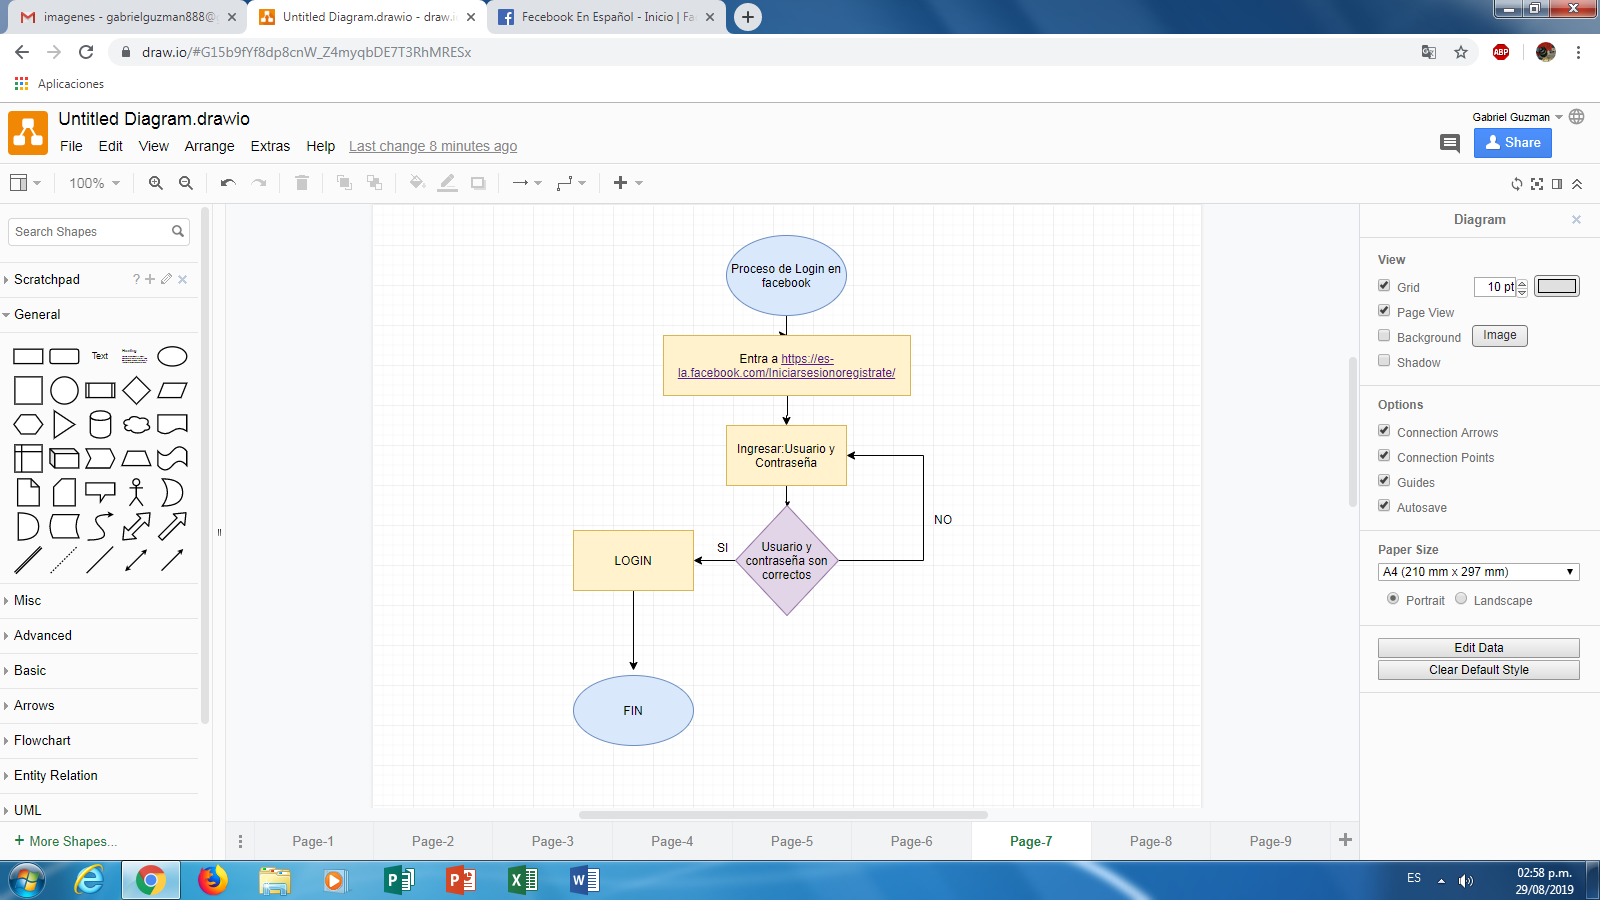 imagenes - gabrielguzman888@
Untitled Diagram.drawio - draw.i
Fecebook En Español - Inicio | Fa
draw.io/#G15b9fYf8dp8cnW_Z4myqbDE7T3RhMRESx
ABP
Aplicaciones
Untitled Diagram.drawio
Gabriel Guzman
File Edit View Arrange Extras Help Last change 8 minutes ago
Share
100%
Search Shapes
Diagram
Scratchpad
?
General
Text
Heading
Misc
Advanced
Basic
Arrows
Flowchart
Entity Relation
UML
+ More Shapes...
Proceso de Login en
facebook
Entra a https://es-
la.facebook.com/Iniciarsesionoregistrate/
Ingresar:Usuario y
Contraseña
NO
SI
Usuario y
contraseña son
correctos
LOGIN
FIN
View
Grid 10 pt
Page View
Background Image
Shadow
Options
Connection Arrows
Connection Points
Guides
Autosave
Paper Size
A4 (210 mm x 297 mm)
Portrait Landscape
Edit Data
Clear Default Style
Page-1 Page-2 Page-3 Page-4 Page-5 Page-6 Page-7 Page-8 Page-9
ES
02:58 p.m.
29/08/2019